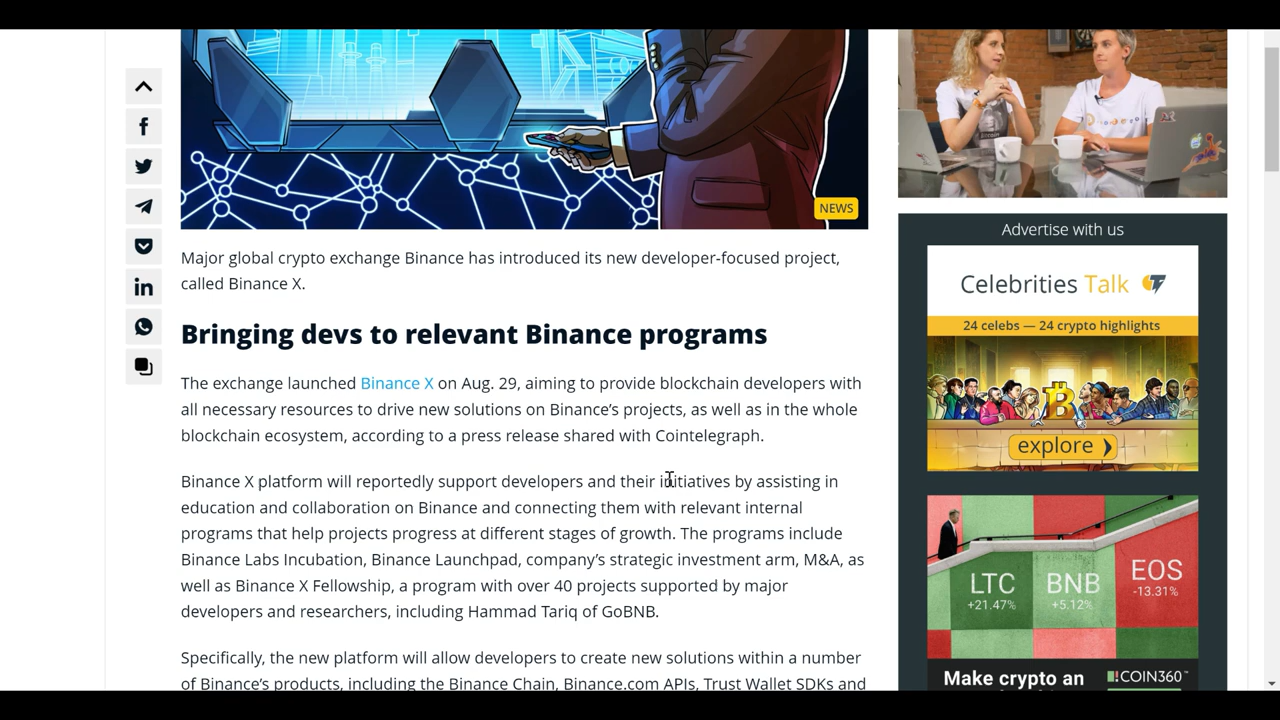 NEWS
Major global crypto exchange Binance has introduced its new developer-focused project,
called Binance X.
Bringing devs to relevant Binance programs
The exchange launched Binance X on Aug. 29, aiming to provide blockchain developers with
all necessary resources to drive new solutions on Binance’s projects, as well as in the whole
blockchain ecosystem, according to a press release shared with Cointelegraph.
Binance X platform will reportedly support developers and their initiatives by assisting in
education and collaboration on Binance and connecting them with relevant internal
programs that help projects progress at different stages of growth. The programs include
Binance Labs Incubation, Binance Launchpad, company’s strategic investment arm, M&A, as
well as Binance X Fellowship, a program with over 40 projects supported by major
developers and researchers, including Hammad Tariq of GoBNB.
Specifically, the new platform will allow developers to create new solutions within a number
of Binance’s products, including the Binance Chain, Binance.com APIs, Trust Wallet SDKs and
Advertise with us
Celebrities Talk
24 celebs — 24 crypto highlights
explore
LTC
+21.47%
BNB
+5.12%
EOS
-13.31%
Make crypto an
COIN360™